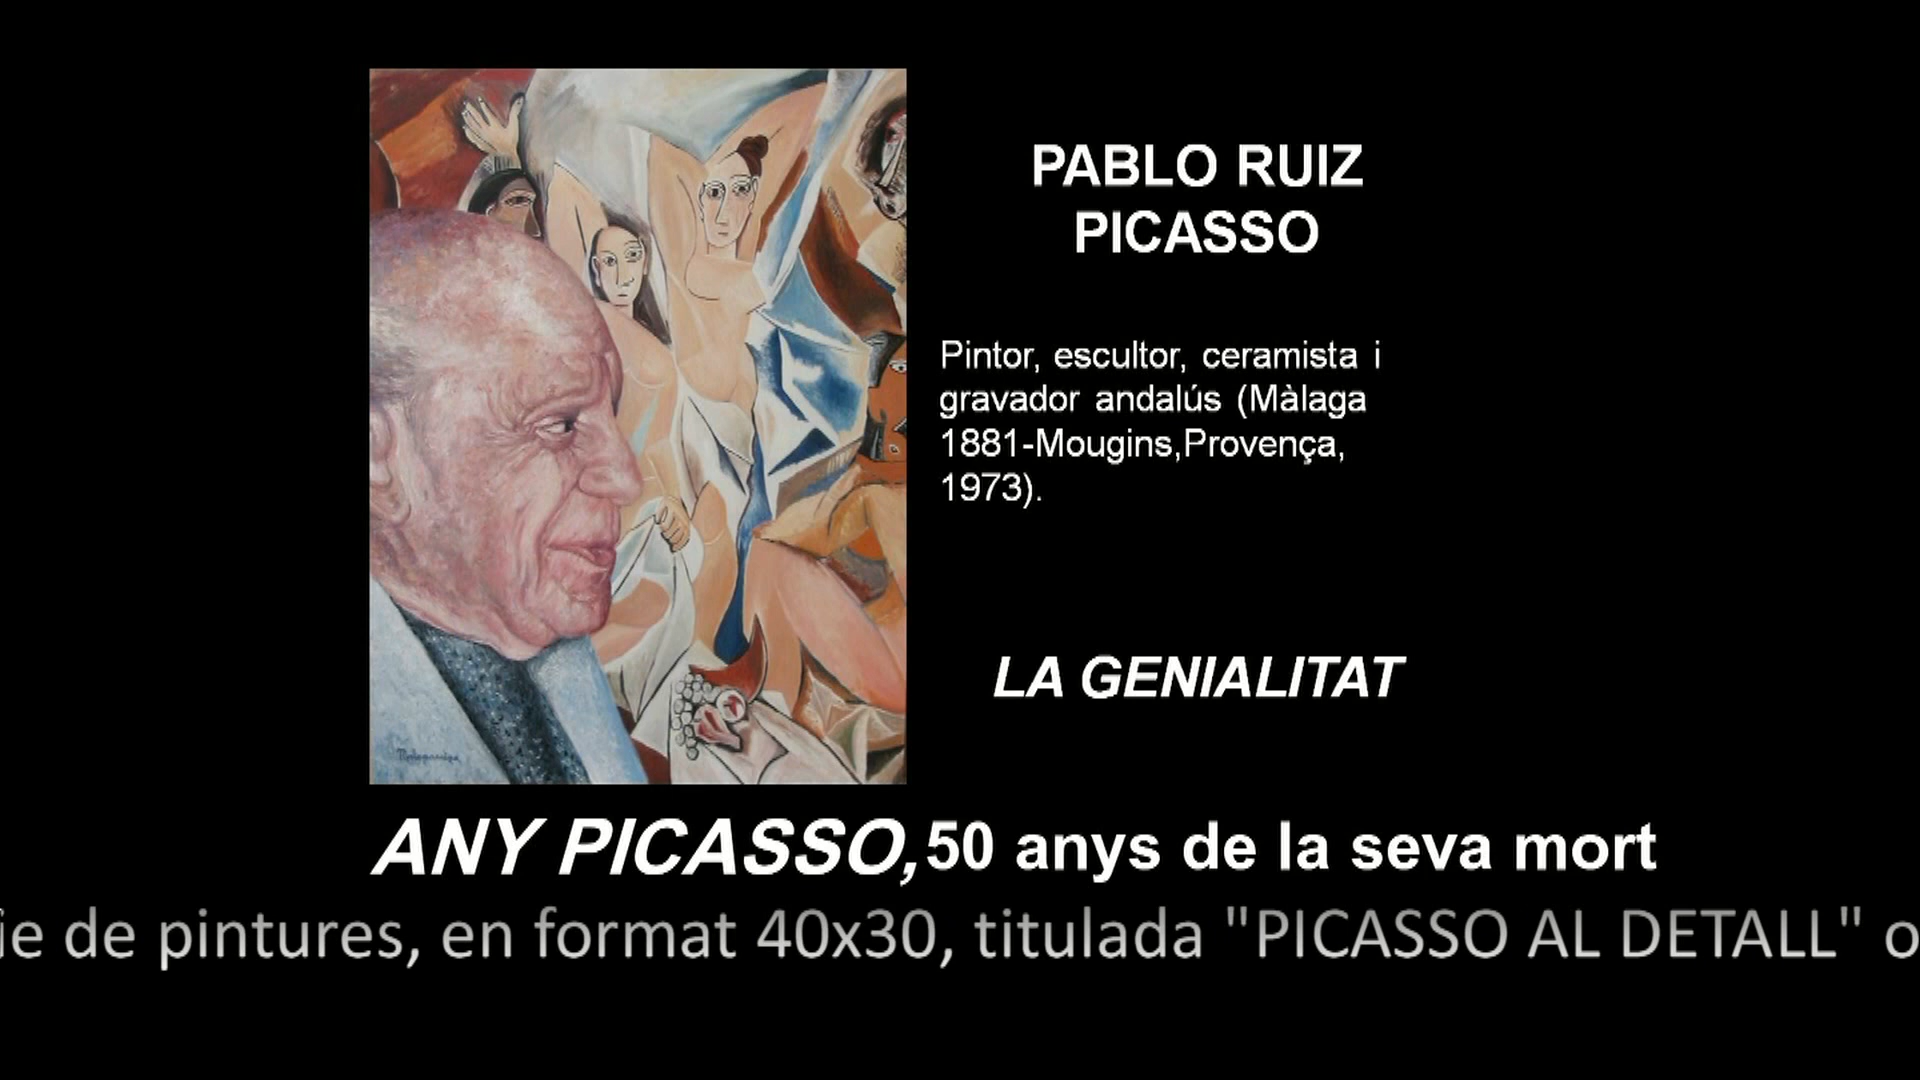 PABLO RUIZ
PICASSO
Pintor, escultor, ceramista i
gravador andalús (Màlaga
1881-Mougins,Provença,
1973).
LA GENIALITAT
ANY PICASSO,50 anys de la seva mort
ïe de pintures, en format 40x30, titulada "PICASSO AL DETALL" o